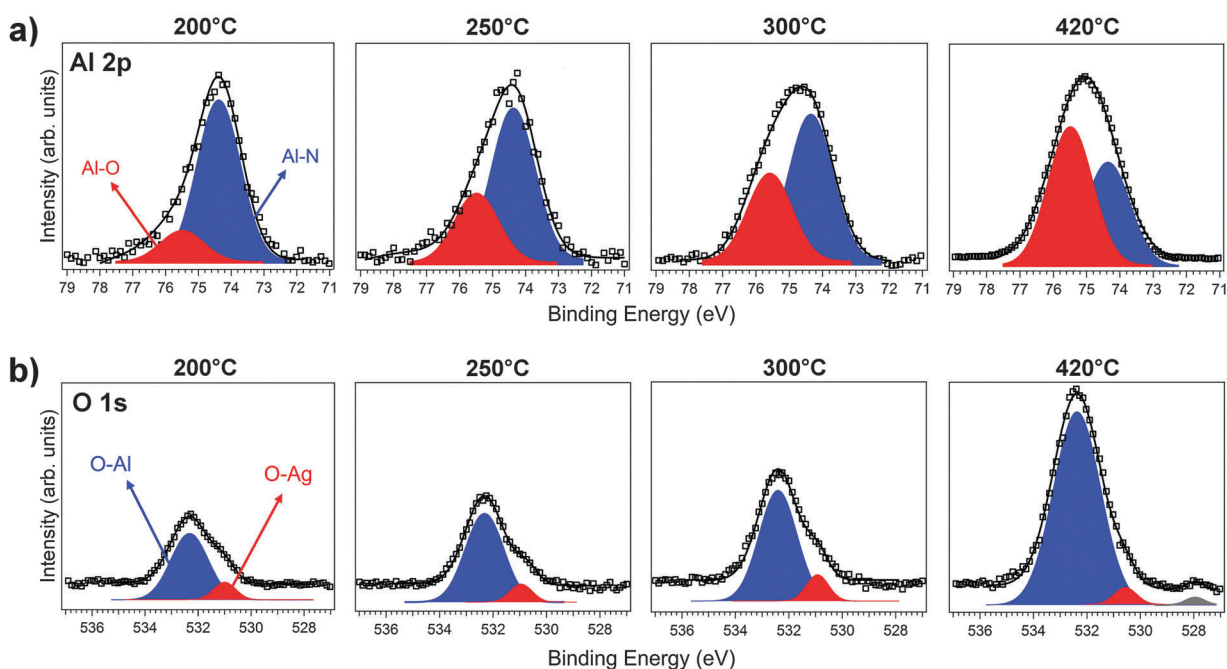 a)
200°C
250°C
300°C
420°C
Al 2p
Al-O
Al-N
Intensity (arb. units)
79 78 77 76 75 74 73 72 71
79 78 77 76 75 74 73 72 71
79 78 77 76 75 74 73 72 71
79 78 77 76 75 74 73 72 71
Binding Energy (eV)
b)
200°C
250°C
300°C
420°C
O 1s
O-Al
O-Ag
Intensity (arb. units)
536 534 532 530 528
536 534 532 530 528
536 534 532 530 528
536 534 532 530 528
Binding Energy (eV)